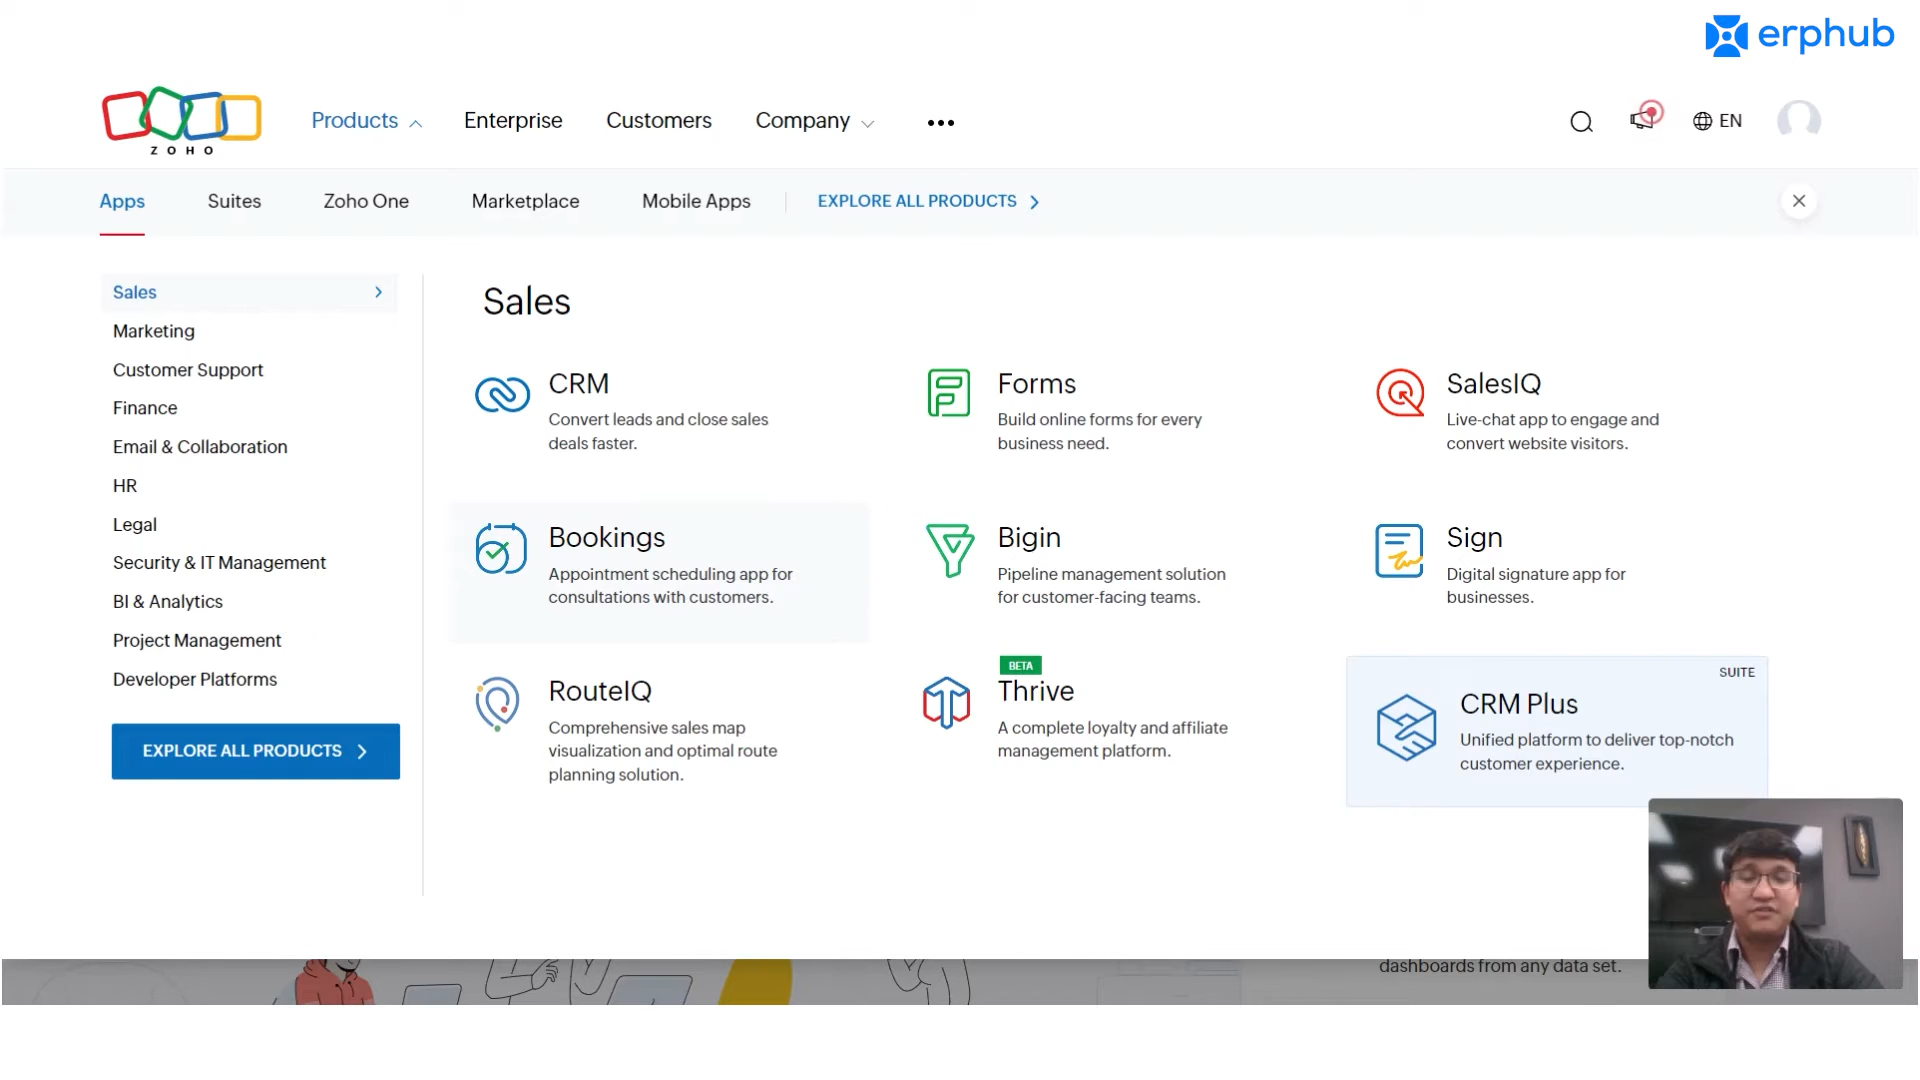 erphub
ZOHO
Products
Enterprise
Customers
Company
EN
Apps
Suites
Zoho One
Marketplace
Mobile Apps
EXPLORE ALL PRODUCTS
Sales
Marketing
Customer Support
Finance
Email & Collaboration
HR
Legal
Security & IT Management
BI & Analytics
Project Management
Developer Platforms
EXPLORE ALL PRODUCTS
Sales
CRM
Convert leads and close sales
deals faster.
Forms
Build online forms for every
business need.
SalesIQ
Live-chat app to engage and
convert website visitors.
Bookings
Appointment scheduling app for
consultations with customers.
Bigin
Pipeline management solution
for customer-facing teams.
Sign
Digital signature app for
businesses.
RouteIQ
Comprehensive sales map
visualization and optimal route
planning solution.
BETA
Thrive
A complete loyalty and affiliate
management platform.
SUITE
CRM Plus
Unified platform to deliver top-notch
customer experience.
dashboards from any data set.